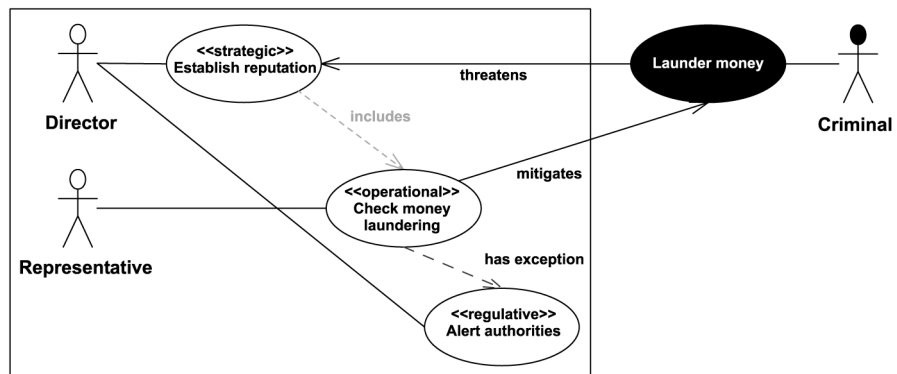 <<strategic>>
Establish reputation
threatens
Launder money
Director
Criminal
includes
mitigates
<<operational>>
Check money
laundering
Representative
has exception
<<regulative>>
Alert authorities